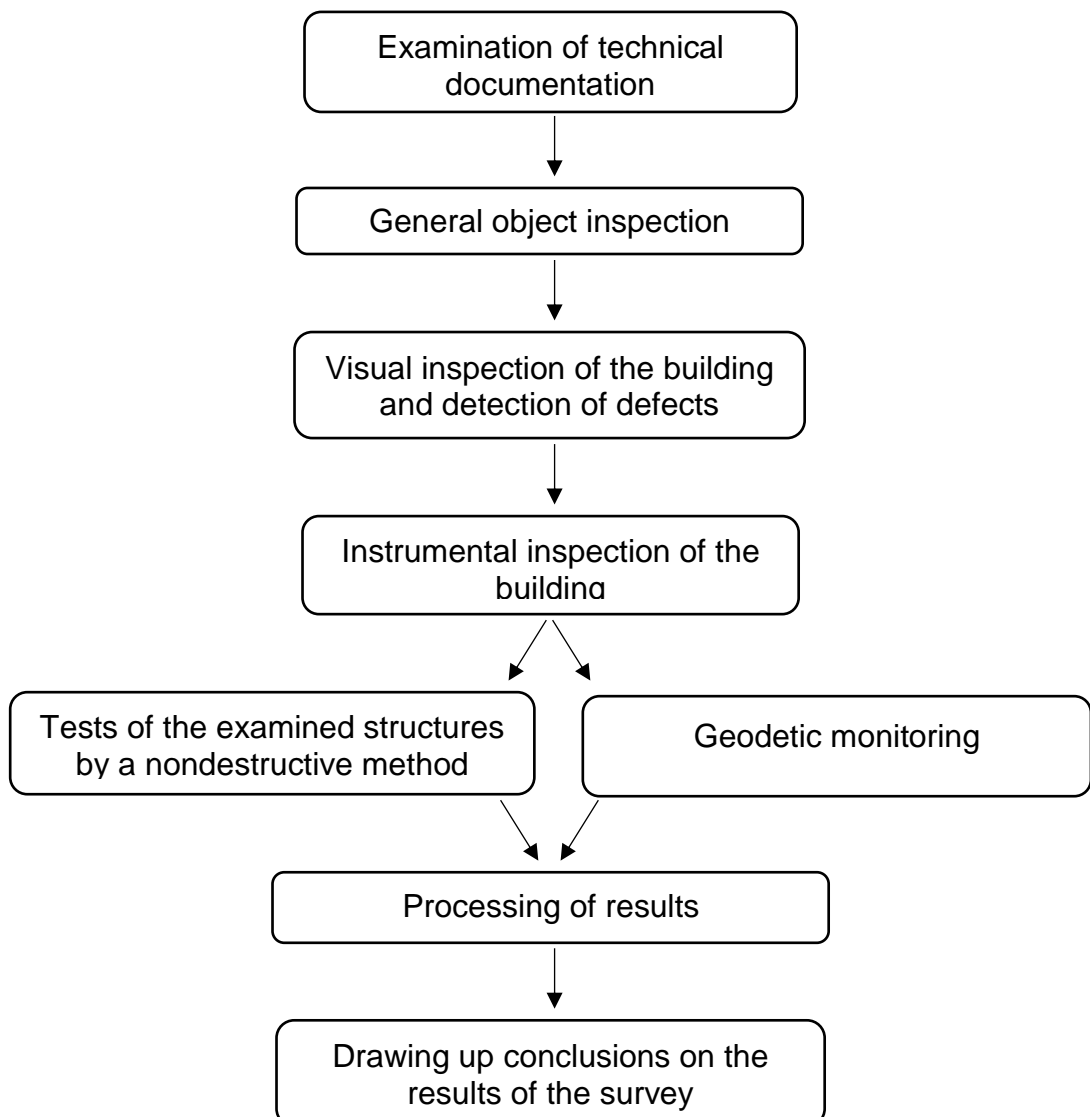 Examination of technical
documentation
General object inspection
Visual inspection of the building
and detection of defects
Instrumental inspection of the
building
Tests of the examined structures
by a nondestructive method
Geodetic monitoring
Processing of results
Drawing up conclusions on the
results of the survey